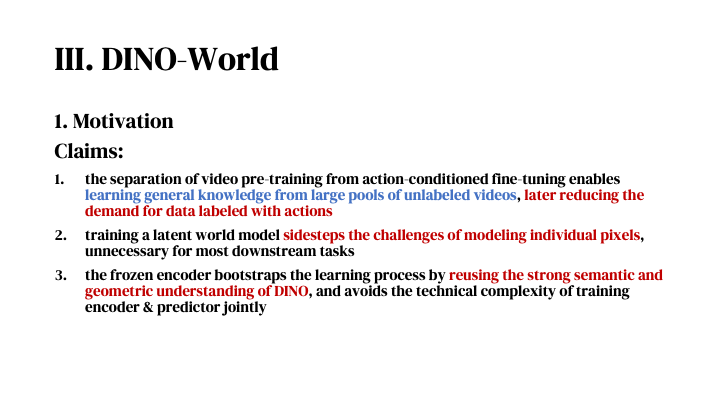 III. DINO-World
1. Motivation
Claims:
1. the separation of video pre-training from action-conditioned fine-tuning enables
learning general knowledge from large pools of unlabeled videos, later reducing the
demand for data labeled with actions
2. training a latent world model sidesteps the challenges of modeling individual pixels,
unnecessary for most downstream tasks
3. the frozen encoder bootstraps the learning process by reusing the strong semantic and
geometric understanding of DINO, and avoids the technical complexity of training
encoder & predictor jointly